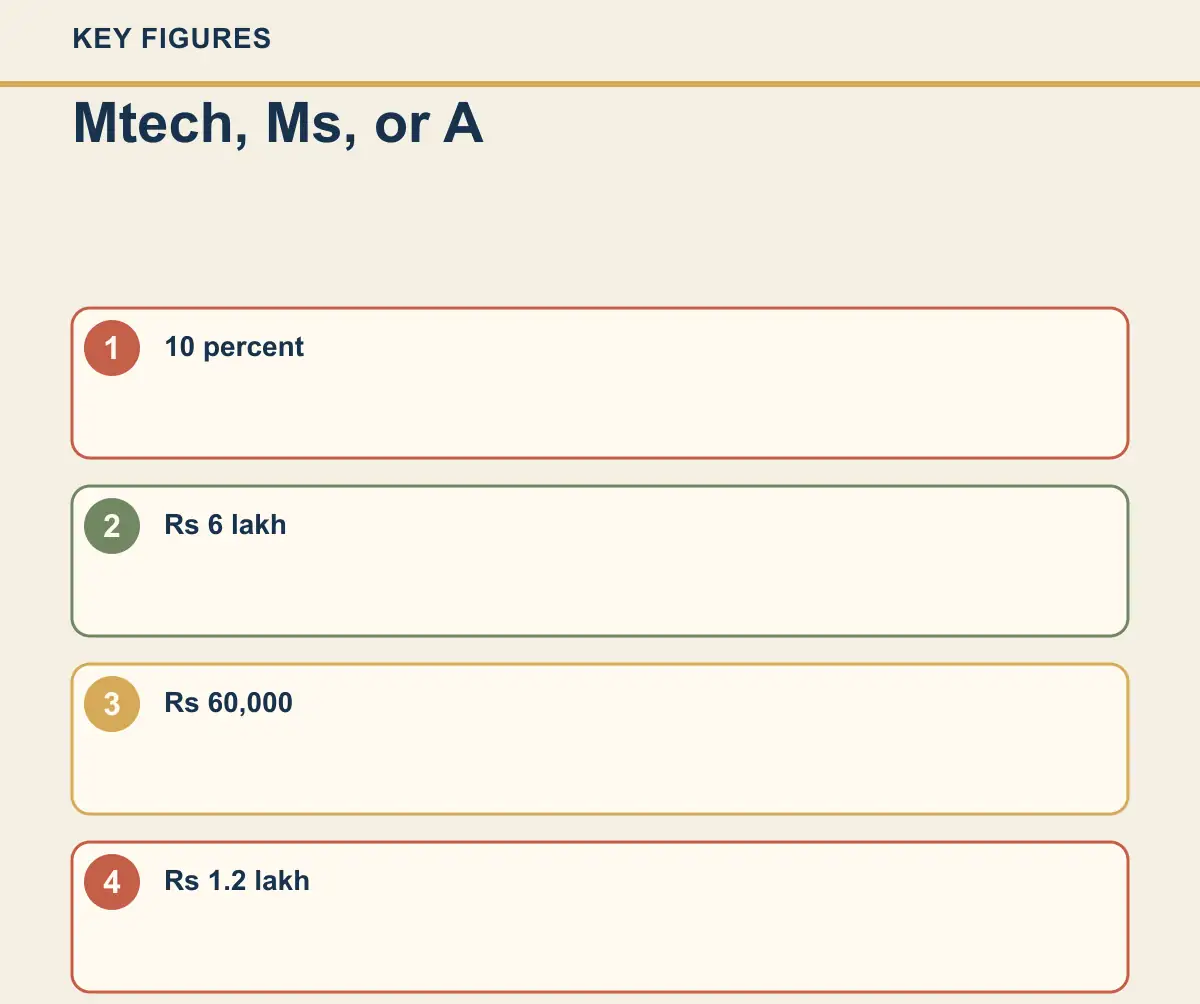 KEY FIGURES
Mtech, Ms, or A
1 10 percent
2 Rs 6 lakh
3 Rs 60,000
4 Rs 1.2 lakh